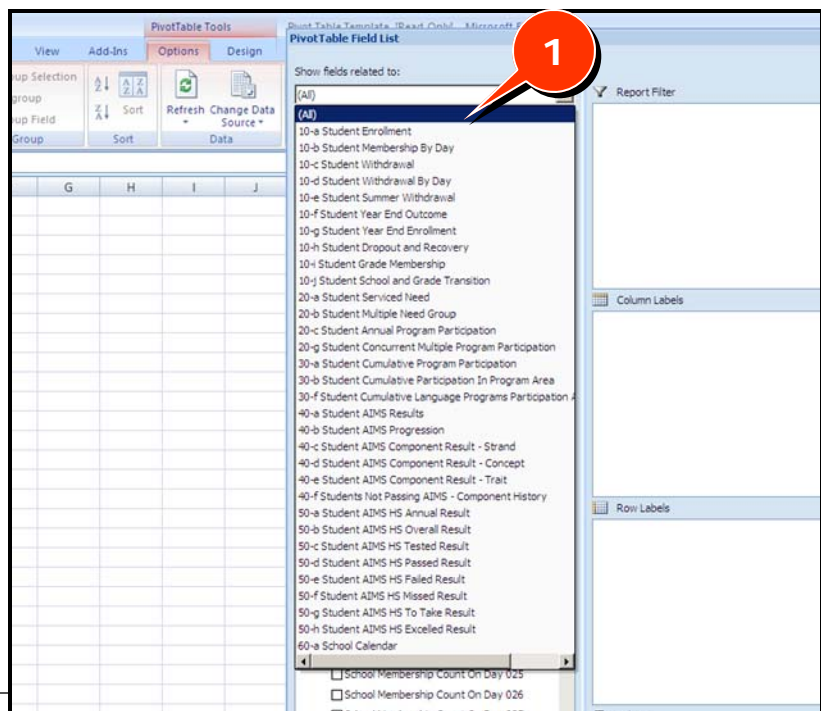 PivotTable Tools
Pivot Table Template [Read-Only] Microsoft E
View Add-Ins Options Design
PivotTable Field List
1
Show fields related to:
up Selection
group
up Field
Sort
Refresh Change Data
Source
Group Sort Data
(All)
Report Filter
(All)
10-a Student Enrollment
10-b Student Membership By Day
10-c Student Withdrawal
10-d Student Withdrawal By Day
10-e Student Summer Withdrawal
10-f Student Year End Outcome
10-g Student Year End Enrollment
10-h Student Dropout and Recovery
10-i Student Grade Membership
10-j Student School and Grade Transition
20-a Student Serviced Need
20-b Student Multiple Need Group
20-c Student Annual Program Participation
20-g Student Concurrent Multiple Program Participation
30-a Student Cumulative Program Participation
30-b Student Cumulative Participation In Program Area
30-f Student Cumulative Language Programs Participation A
40-a Student AIMS Results
40-b Student AIMS Progression
40-c Student AIMS Component Result - Strand
40-d Student AIMS Component Result - Concept
40-e Student AIMS Component Result - Trait
40-f Students Not Passing AIMS - Component History
50-a Student AIMS HS Annual Result
50-b Student AIMS HS Overall Result
50-c Student AIMS HS Tested Result
50-d Student AIMS HS Passed Result
50-e Student AIMS HS Failed Result
50-f Student AIMS HS Missed Result
50-g Student AIMS HS To Take Result
50-h Student AIMS HS Excelled Result
60-a School Calendar
G H I J
Column Labels
Row Labels
School Membership Count On Day 025
School Membership Count On Day 026